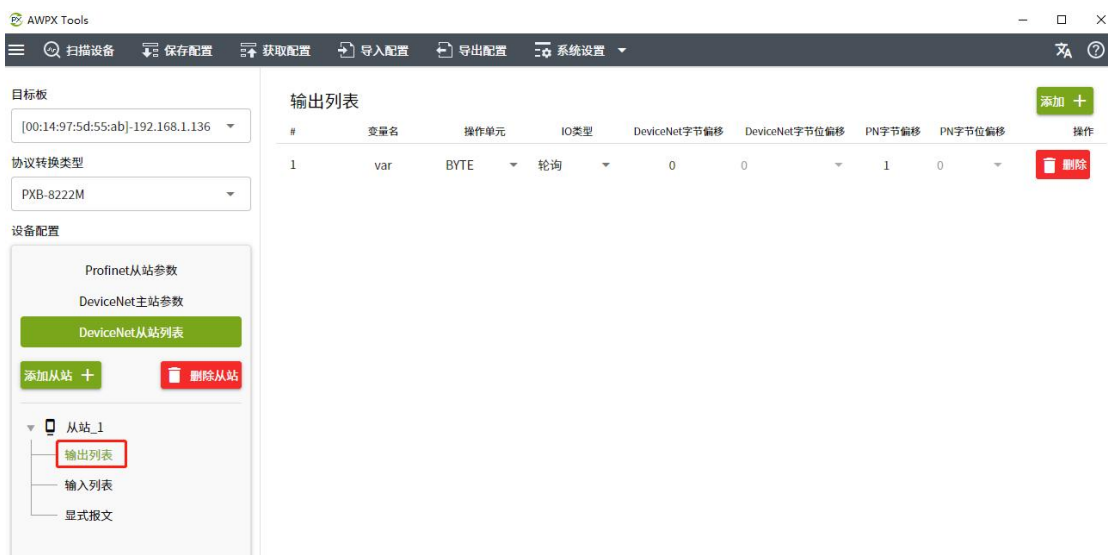 AWPX Tools
扫描设备 保存配置 获取配置 导入配置 导出配置 系统设置
目标板
[00:14:97:5d:55:ab]-192.168.1.136
协议转换类型
PXB-8222M
设备配置
Profinet从站参数
DeviceNet主站参数
DeviceNet从站列表
添加从站 删除从站
从站_1
输出列表
输入列表
显式报文
输出列表 添加
# 变量名 操作单元 IO类型 DeviceNet字节偏移 DeviceNet字节位偏移 PN字节偏移 PN字节位偏移 操作
1 var BYTE 轮询 0 0 1 0 删除